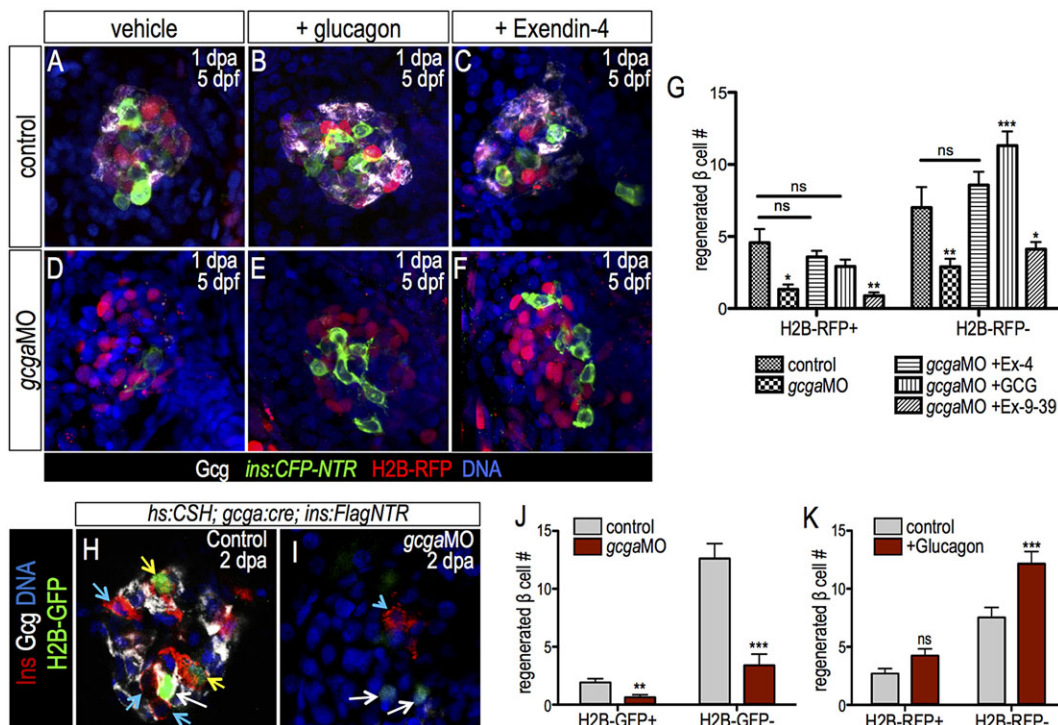 vehicle
+ glucagon
+ Exendin-4
control
A
1 dpa
5 dpf
B
1 dpa
5 dpf
C
1 dpa
5 dpf
gcgaMO
D
1 dpa
5 dpf
E
1 dpa
5 dpf
F
1 dpa
5 dpf
Gcg ins:CFP-NTR H2B-RFP DNA
G
regenerated β cell #
15
10
5
0
ns
ns
*
**
ns
**
***
*
H2B-RFP+
H2B-RFP-
control
gcgaMO
gcgaMO +Ex-4
gcgaMO +GCG
gcgaMO +Ex-9-39
hs:CSH; gcga:cre; ins:FlagNTR
Ins Gcg DNA
H2B-GFP
H
Control
2 dpa
I
gcgaMO
2 dpa
J
regenerated β cell #
15
10
5
0
control
gcgaMO
**
***
H2B-GFP+
H2B-GFP-
K
regenerated β cell #
15
10
5
0
control
+Glucagon
ns
***
H2B-RFP+
H2B-RFP-